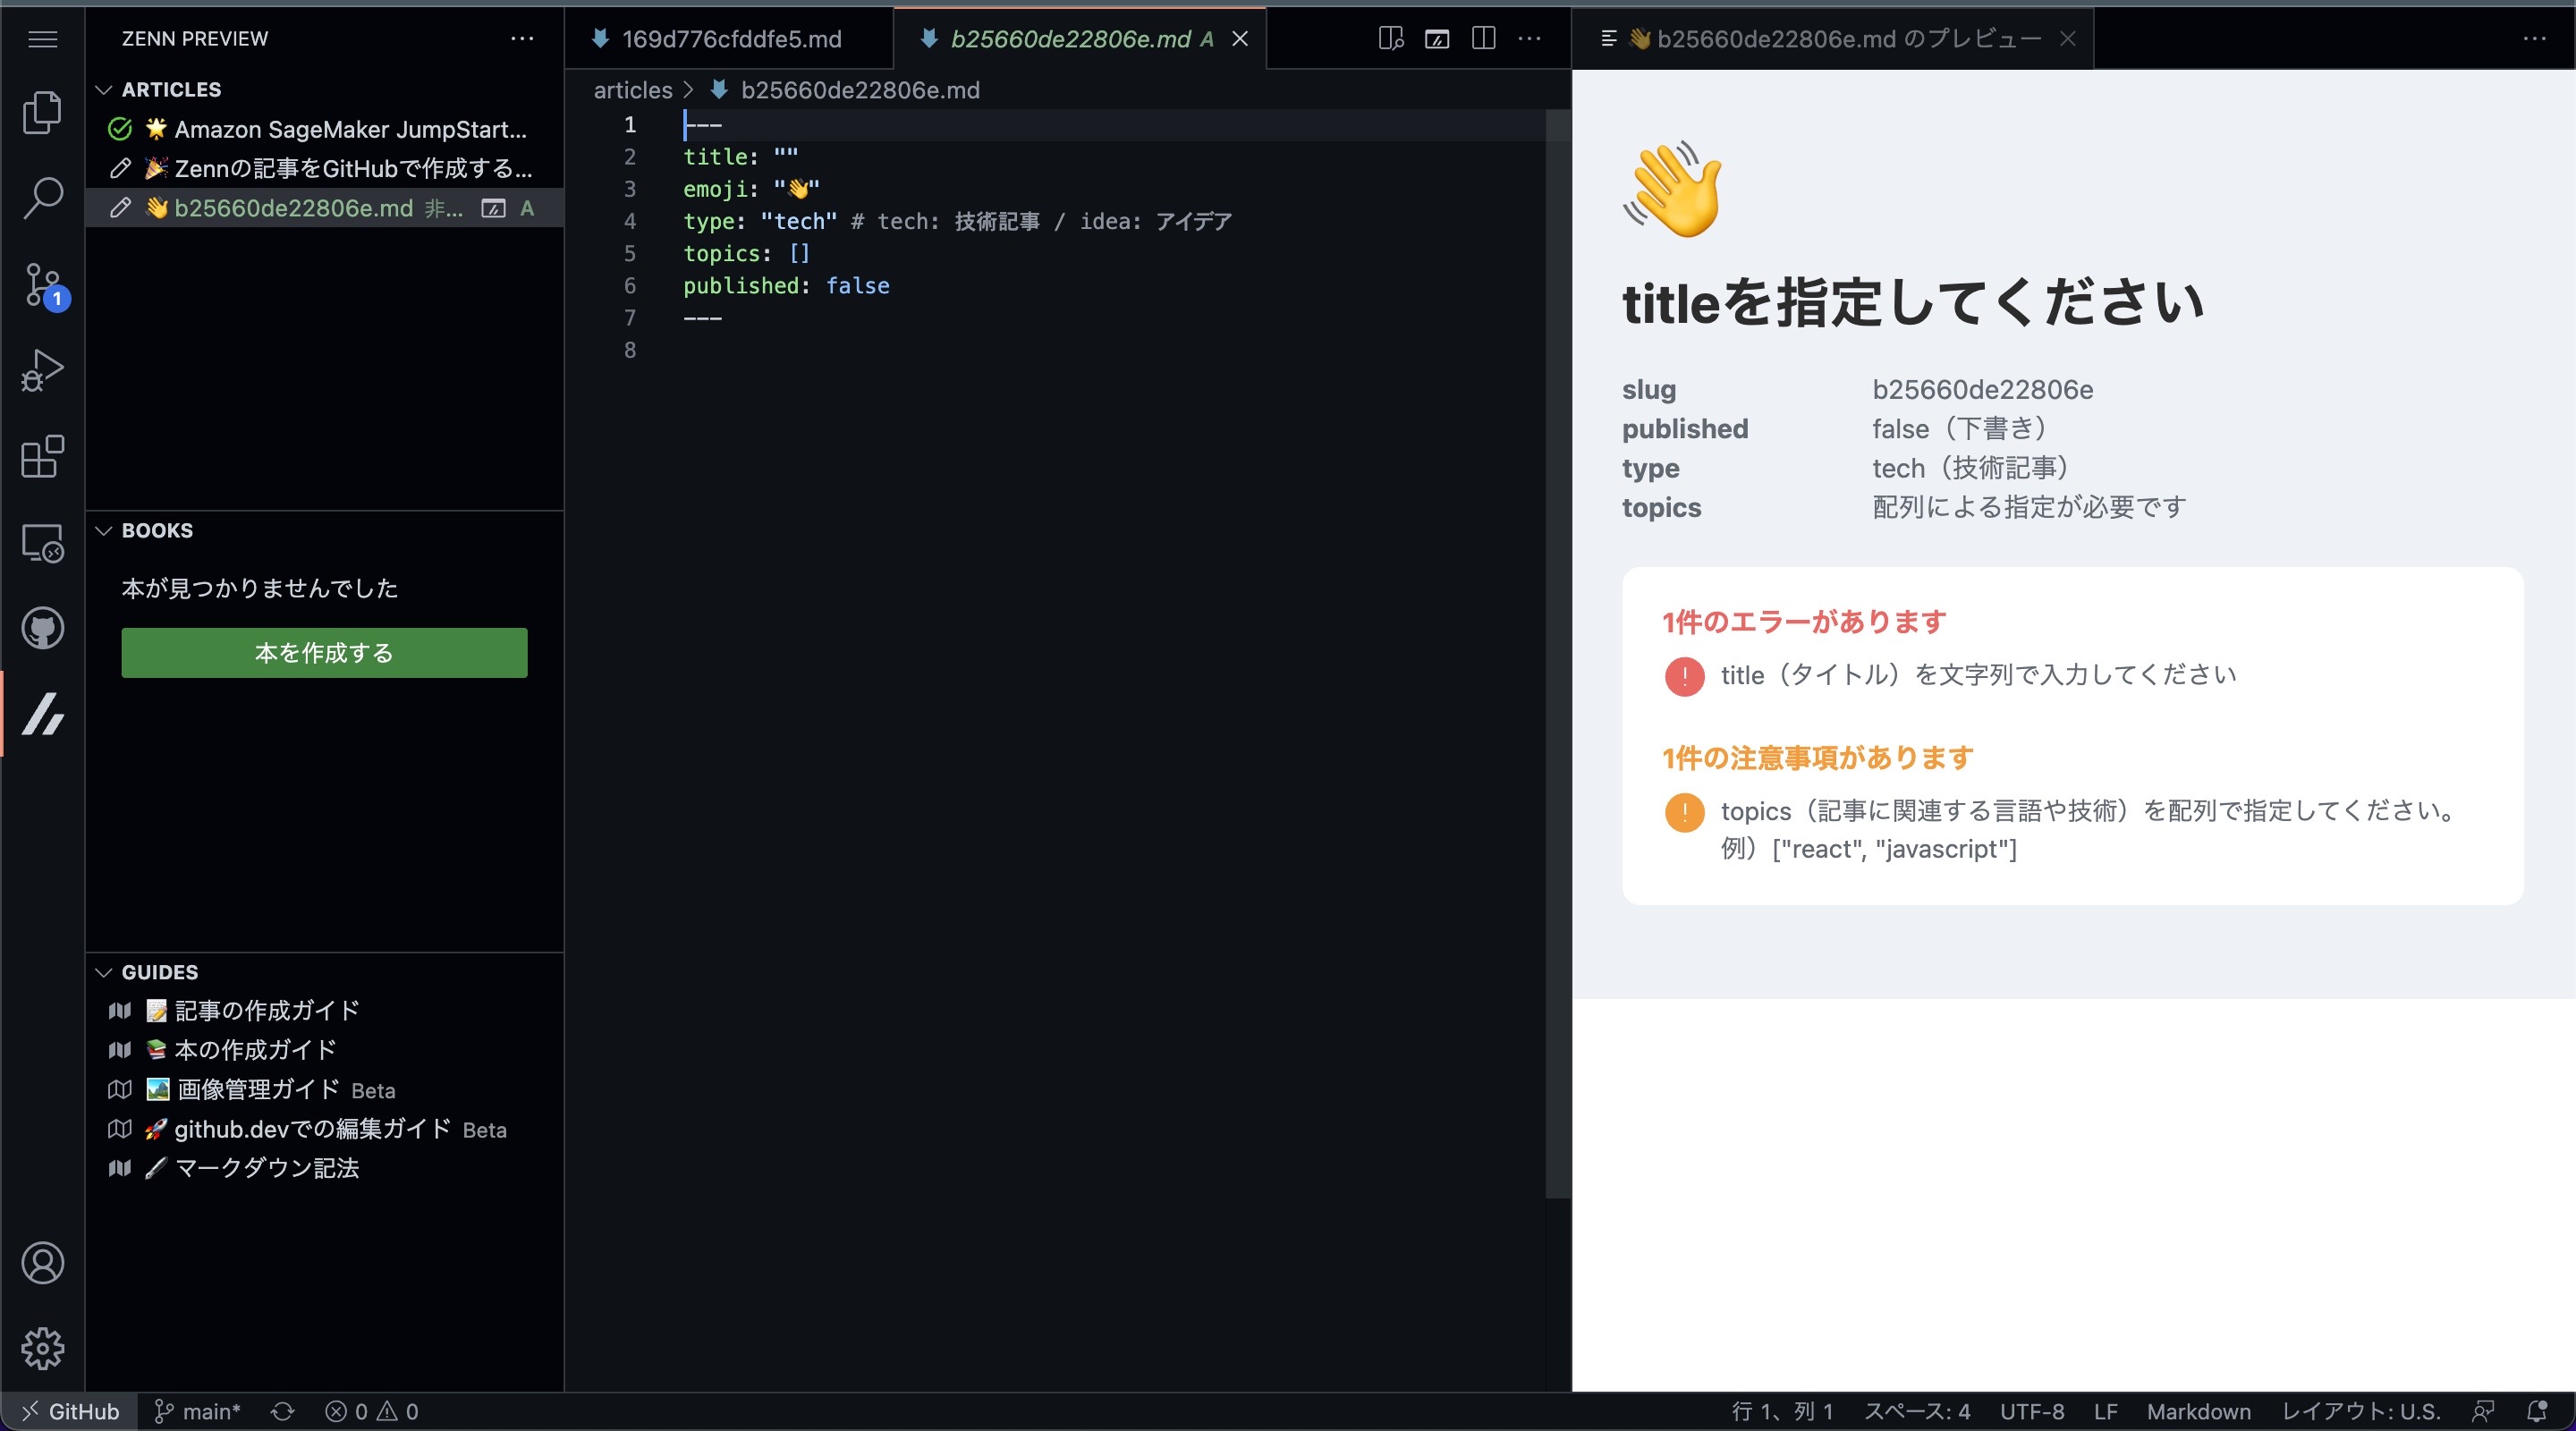 ZENN PREVIEW
ARTICLES
🌟 Amazon SageMaker JumpStart...
🎉 Zennの記事をGitHubで作成する...
👋 b25660de22806e.md 非... A
BOOKS
本が見つかりませんでした
本を作成する
GUIDES
📝 記事の作成ガイド
📚 本の作成ガイド
🏞️ 画像管理ガイド Beta
🚀 github.devでの編集ガイド Beta
🖋️ マークダウン記法
1
169d776cfddfe5.md
b25660de22806e.md A
articles > b25660de22806e.md
1 ---
2 title: ""
3 emoji: "👋"
4 type: "tech" # tech: 技術記事 / idea: アイデア
5 topics: []
6 published: false
7 ---
8
👋 b25660de22806e.md のプレビュー
👋
titleを指定してください
slug b25660de22806e
published false（下書き）
type tech（技術記事）
topics 配列による指定が必要です
1件のエラーがあります
! title（タイトル）を文字列で入力してください
1件の注意事項があります
! topics（記事に関連する言語や技術）を配列で指定してください。
例）["react", "javascript"]
GitHub main* 0 0 行 1、列 1 スペース: 4 UTF-8 LF Markdown レイアウト: U.S.